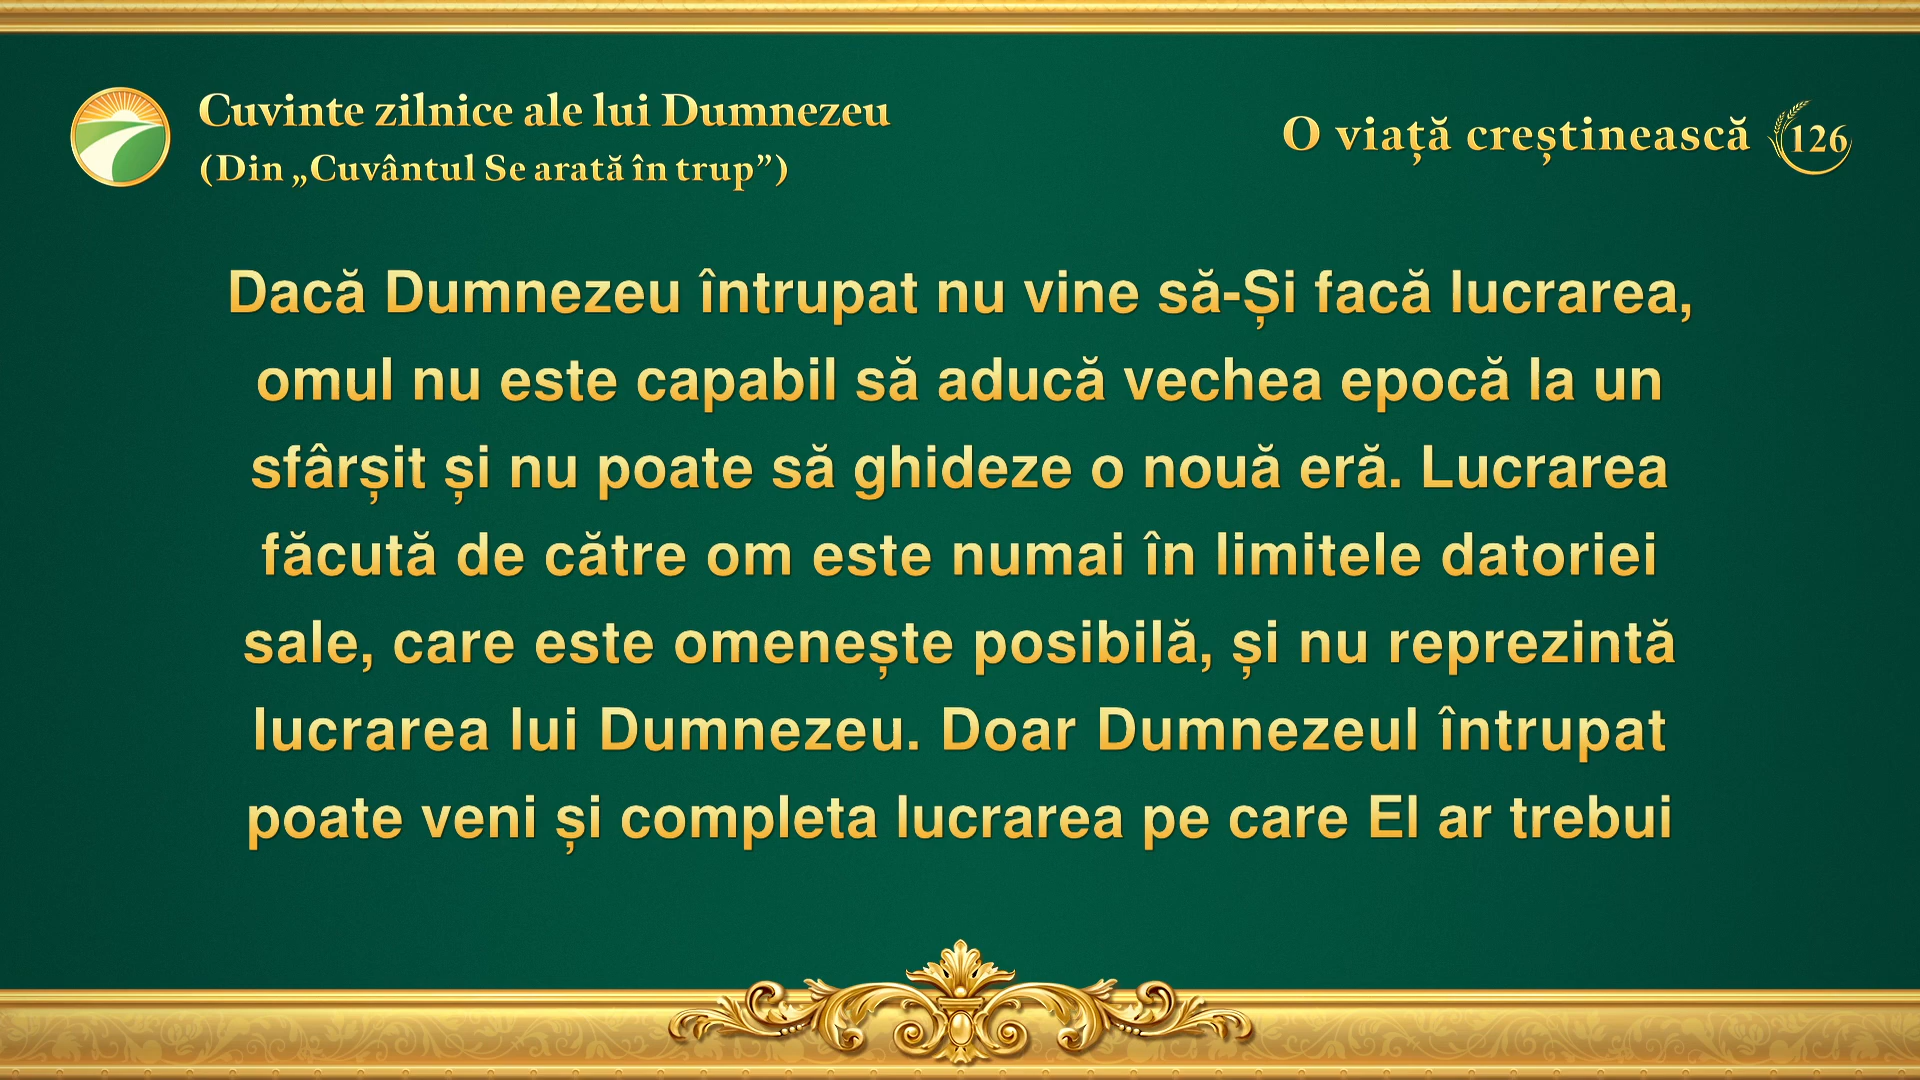 Cuvinte zilnice ale lui Dumnezeu
(Din „Cuvântul Se arată în trup”)
O viață creștinească 126
Dacă Dumnezeu întrupat nu vine să-Și facă lucrarea,
omul nu este capabil să aducă vechea epocă la un
sfârșit și nu poate să ghideze o nouă eră. Lucrarea
făcută de către om este numai în limitele datoriei
sale, care este omenește posibilă, și nu reprezintă
lucrarea lui Dumnezeu. Doar Dumnezeul întrupat
poate veni și completa lucrarea pe care El ar trebui